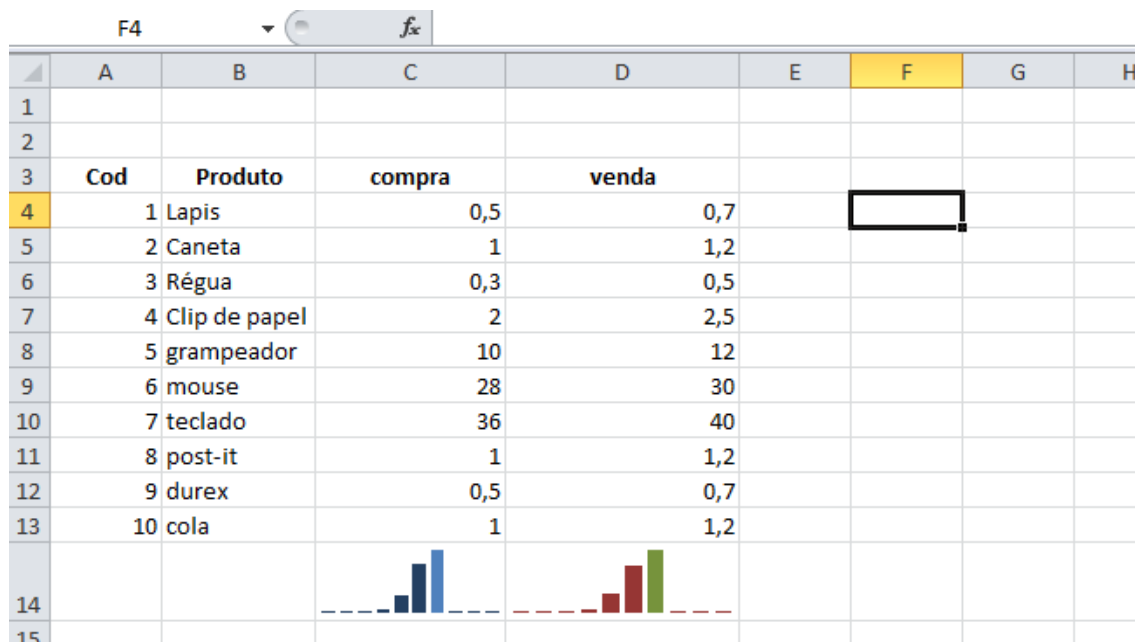 F4 fx
A B C D E F G H
1
2
3 Cod Produto compra venda
4 1 Lapis 0,5 0,7
5 2 Caneta 1 1,2
6 3 Régua 0,3 0,5
7 4 Clip de papel 2 2,5
8 5 grampeador 10 12
9 6 mouse 28 30
10 7 teclado 36 40
11 8 post-it 1 1,2
12 9 durex 0,5 0,7
13 10 cola 1 1,2
14
15